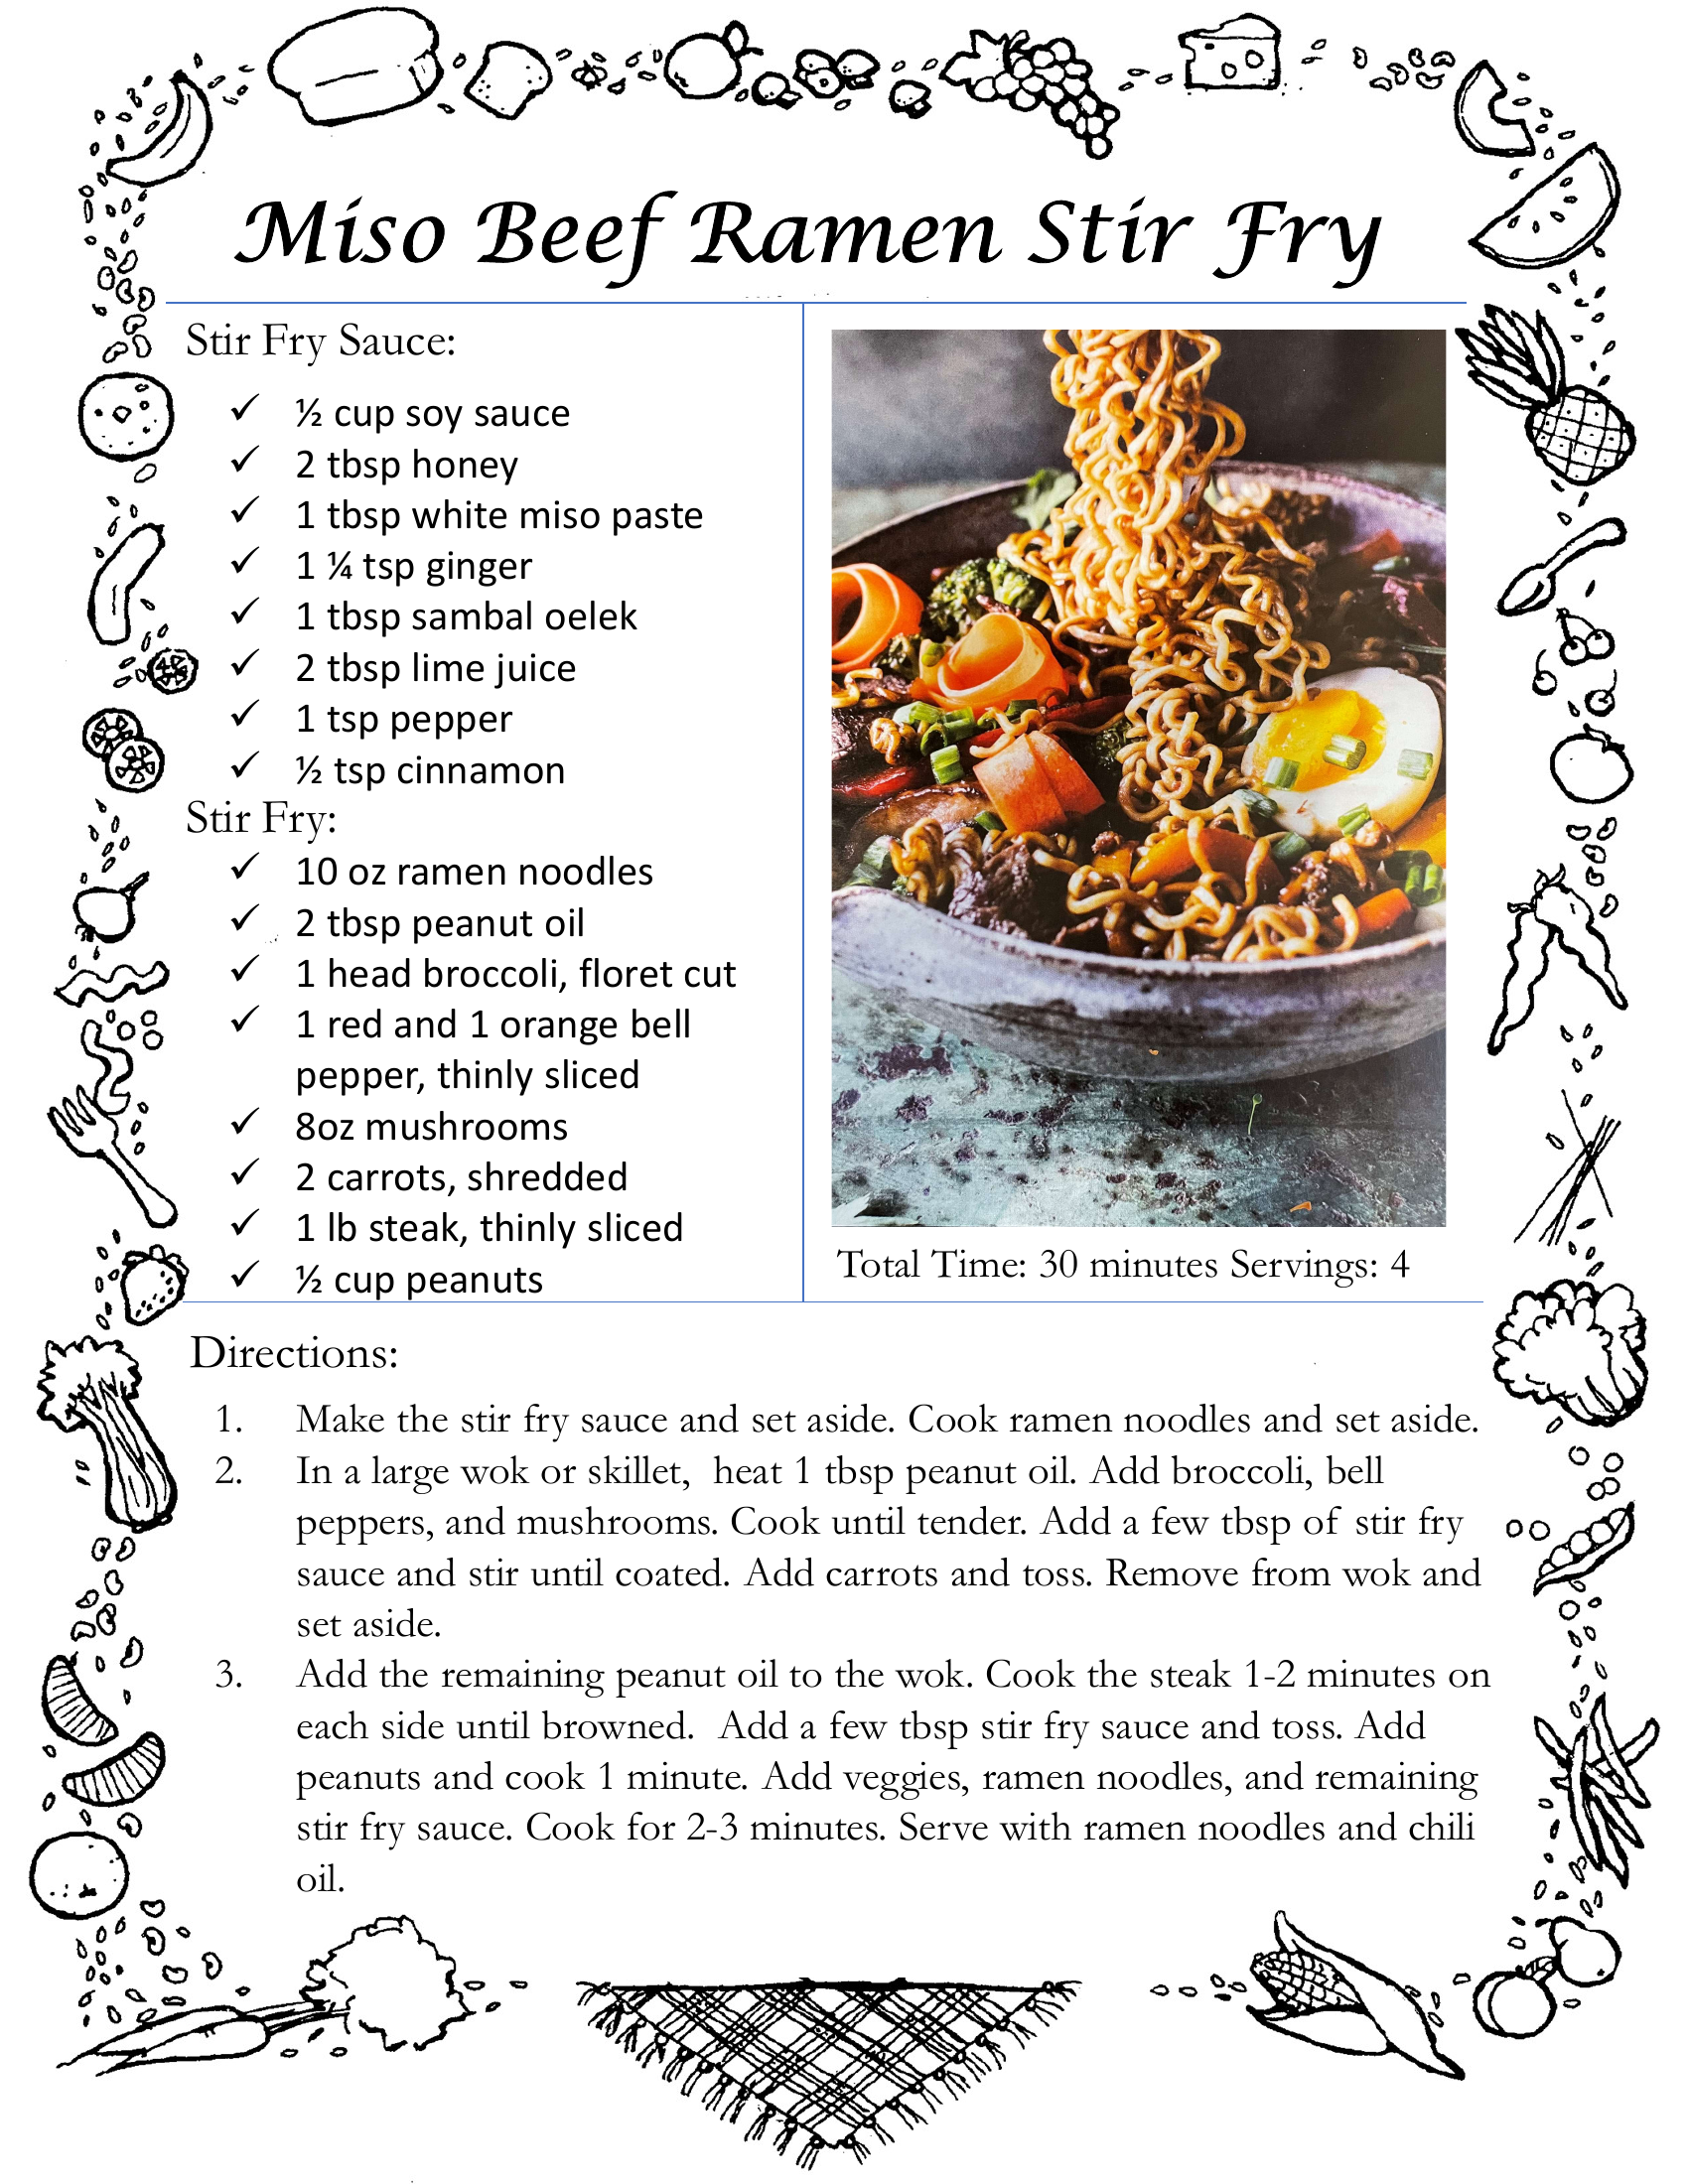 Miso Beef Ramen Stir Fry
Stir Fry Sauce:
✓ ½ cup soy sauce
✓ 2 tbsp honey
✓ 1 tbsp white miso paste
✓ 1 ¼ tsp ginger
✓ 1 tbsp sambal oelek
✓ 2 tbsp lime juice
✓ 1 tsp pepper
✓ ½ tsp cinnamon
Stir Fry:
✓ 10 oz ramen noodles
✓ 2 tbsp peanut oil
✓ 1 head broccoli, floret cut
✓ 1 red and 1 orange bell
pepper, thinly sliced
✓ 8oz mushrooms
✓ 2 carrots, shredded
✓ 1 lb steak, thinly sliced
✓ ½ cup peanuts
Total Time: 30 minutes Servings: 4
Directions:
1. Make the stir fry sauce and set aside. Cook ramen noodles and set aside.
2. In a large wok or skillet,  heat 1 tbsp peanut oil. Add broccoli, bell
peppers, and mushrooms. Cook until tender. Add a few tbsp of stir fry
sauce and stir until coated. Add carrots and toss. Remove from wok and
set aside.
3. Add the remaining peanut oil to the wok. Cook the steak 1-2 minutes on
each side until browned.  Add a few tbsp stir fry sauce and toss. Add
peanuts and cook 1 minute. Add veggies, ramen noodles, and remaining
stir fry sauce. Cook for 2-3 minutes. Serve with ramen noodles and chili
oil.